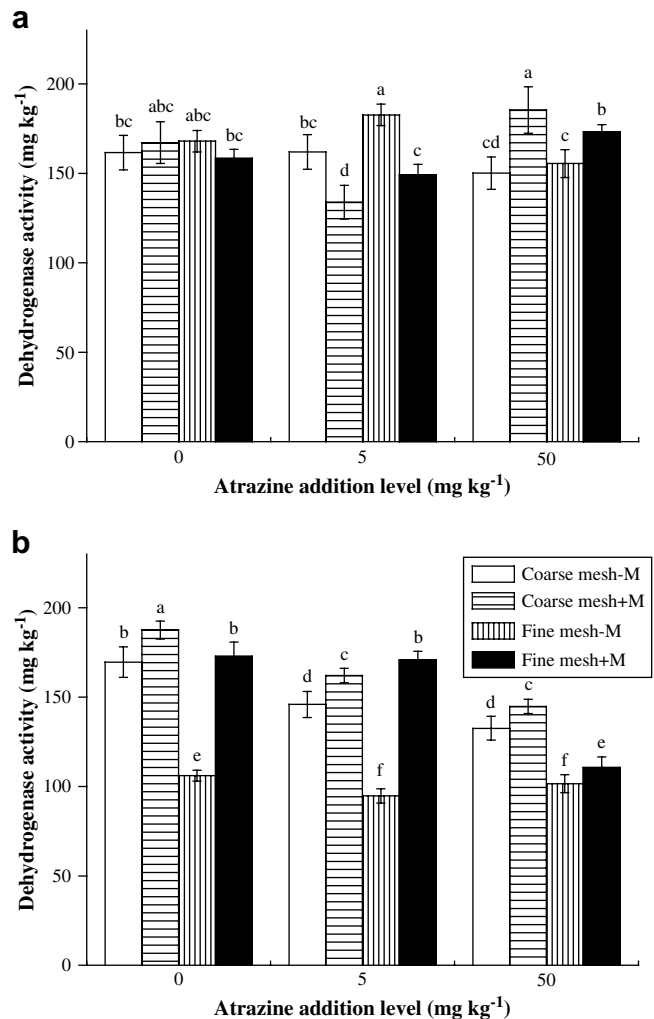 a
Dehydrogenase activity (mg kg⁻¹)
200
150
100
50
0
bc abc abc bc
bc d a c
cd a c b
0 5 50
Atrazine addition level (mg kg⁻¹)
b
Dehydrogenase activity (mg kg⁻¹)
200
150
100
50
0
Coarse mesh-M
Coarse mesh+M
Fine mesh-M
Fine mesh+M
b a e b
d c f b
d c f e
0 5 50
Atrazine addition level (mg kg⁻¹)